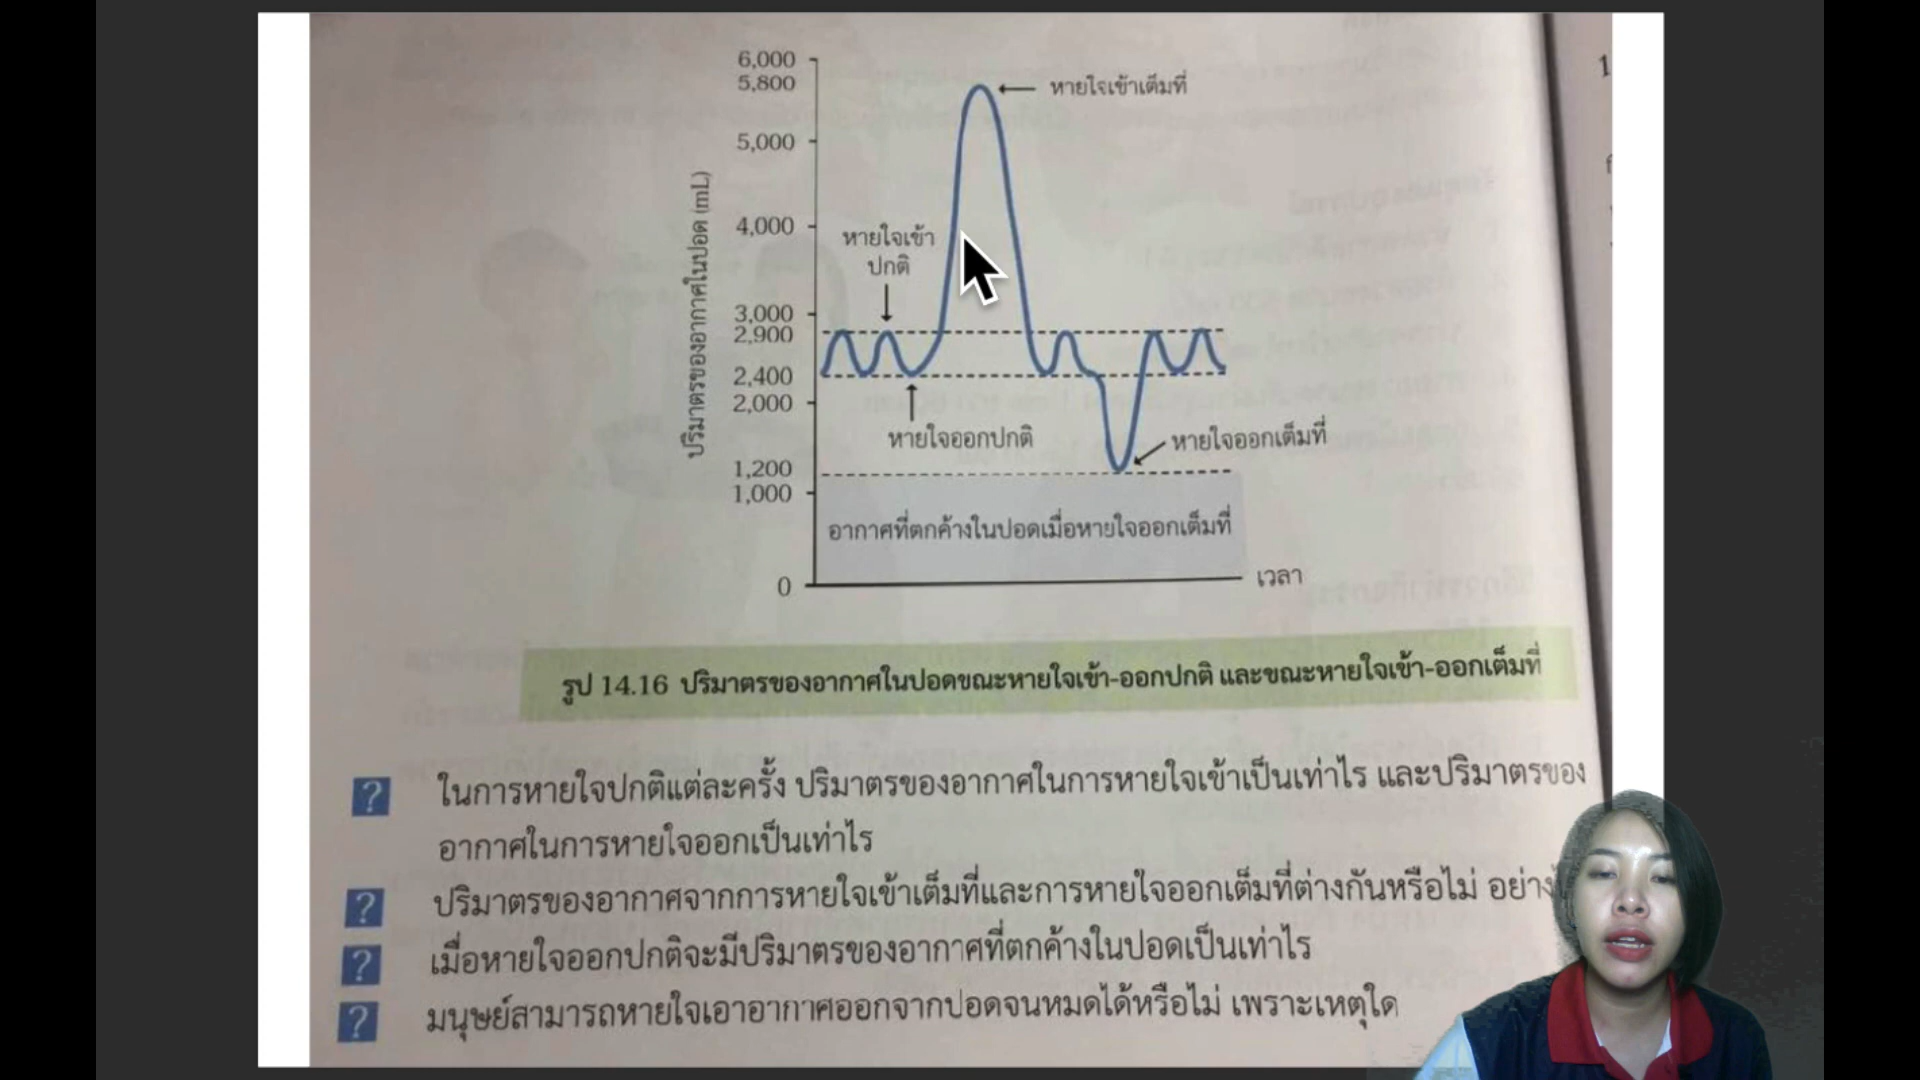 6,000
5,800
หายใจเข้าเต็มที่
5,000
ปริมาตรของอากาศในปอด (mL)
4,000
หายใจเข้า
ปกติ
3,000
2,900
2,400
2,000
หายใจออกปกติ
หายใจออกเต็มที่
1,200
1,000
อากาศที่ตกค้างในปอดเมื่อหายใจออกเต็มที่
0
เวลา
รูป 14.16 ปริมาตรของอากาศในปอดขณะหายใจเข้า-ออกปกติ และขณะหายใจเข้า-ออกเต็มที่
? ในการหายใจปกติแต่ละครั้ง ปริมาตรของอากาศในการหายใจเข้าเป็นเท่าไร และปริมาตรของ
อากาศในการหายใจออกเป็นเท่าไร
? ปริมาตรของอากาศจากการหายใจเข้าเต็มที่และการหายใจออกเต็มที่ต่างกันหรือไม่
? เมื่อหายใจออกปกติจะมีปริมาตรของอากาศที่ตกค้างในปอดเป็นเท่าไร
? มนุษย์สามารถหายใจเอาอากาศออกจากปอดจนหมดได้หรือไม่ เพราะเหตุใด
1